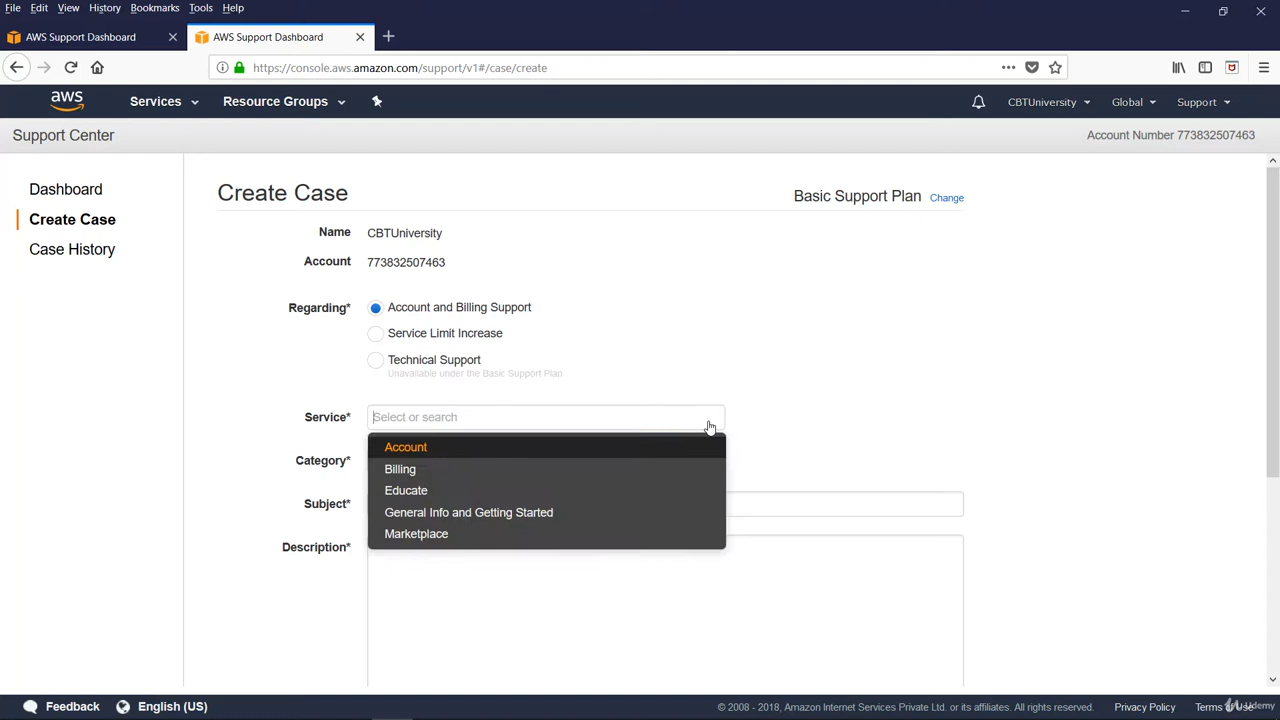 File Edit View History Bookmarks Tools Help
AWS Support Dashboard AWS Support Dashboard
https://console.aws.amazon.com/support/v1#/case/create
aws Services Resource Groups CBTUniversity Global Support
Support Center Account Number 773832507463
Dashboard
Create Case
Case History
Create Case Basic Support Plan Change
Name CBTUniversity
Account 773832507463
Regarding* Account and Billing Support
Service Limit Increase
Technical Support
Unavailable under the Basic Support Plan
Service* Select or search
Account
Category*
Billing
Educate
Subject*
General Info and Getting Started
Marketplace
Description*
Feedback English (US) © 2008 - 2018, Amazon Internet Services Private Ltd. or its affiliates. All rights reserved. Privacy Policy Terms of Use
Udemy